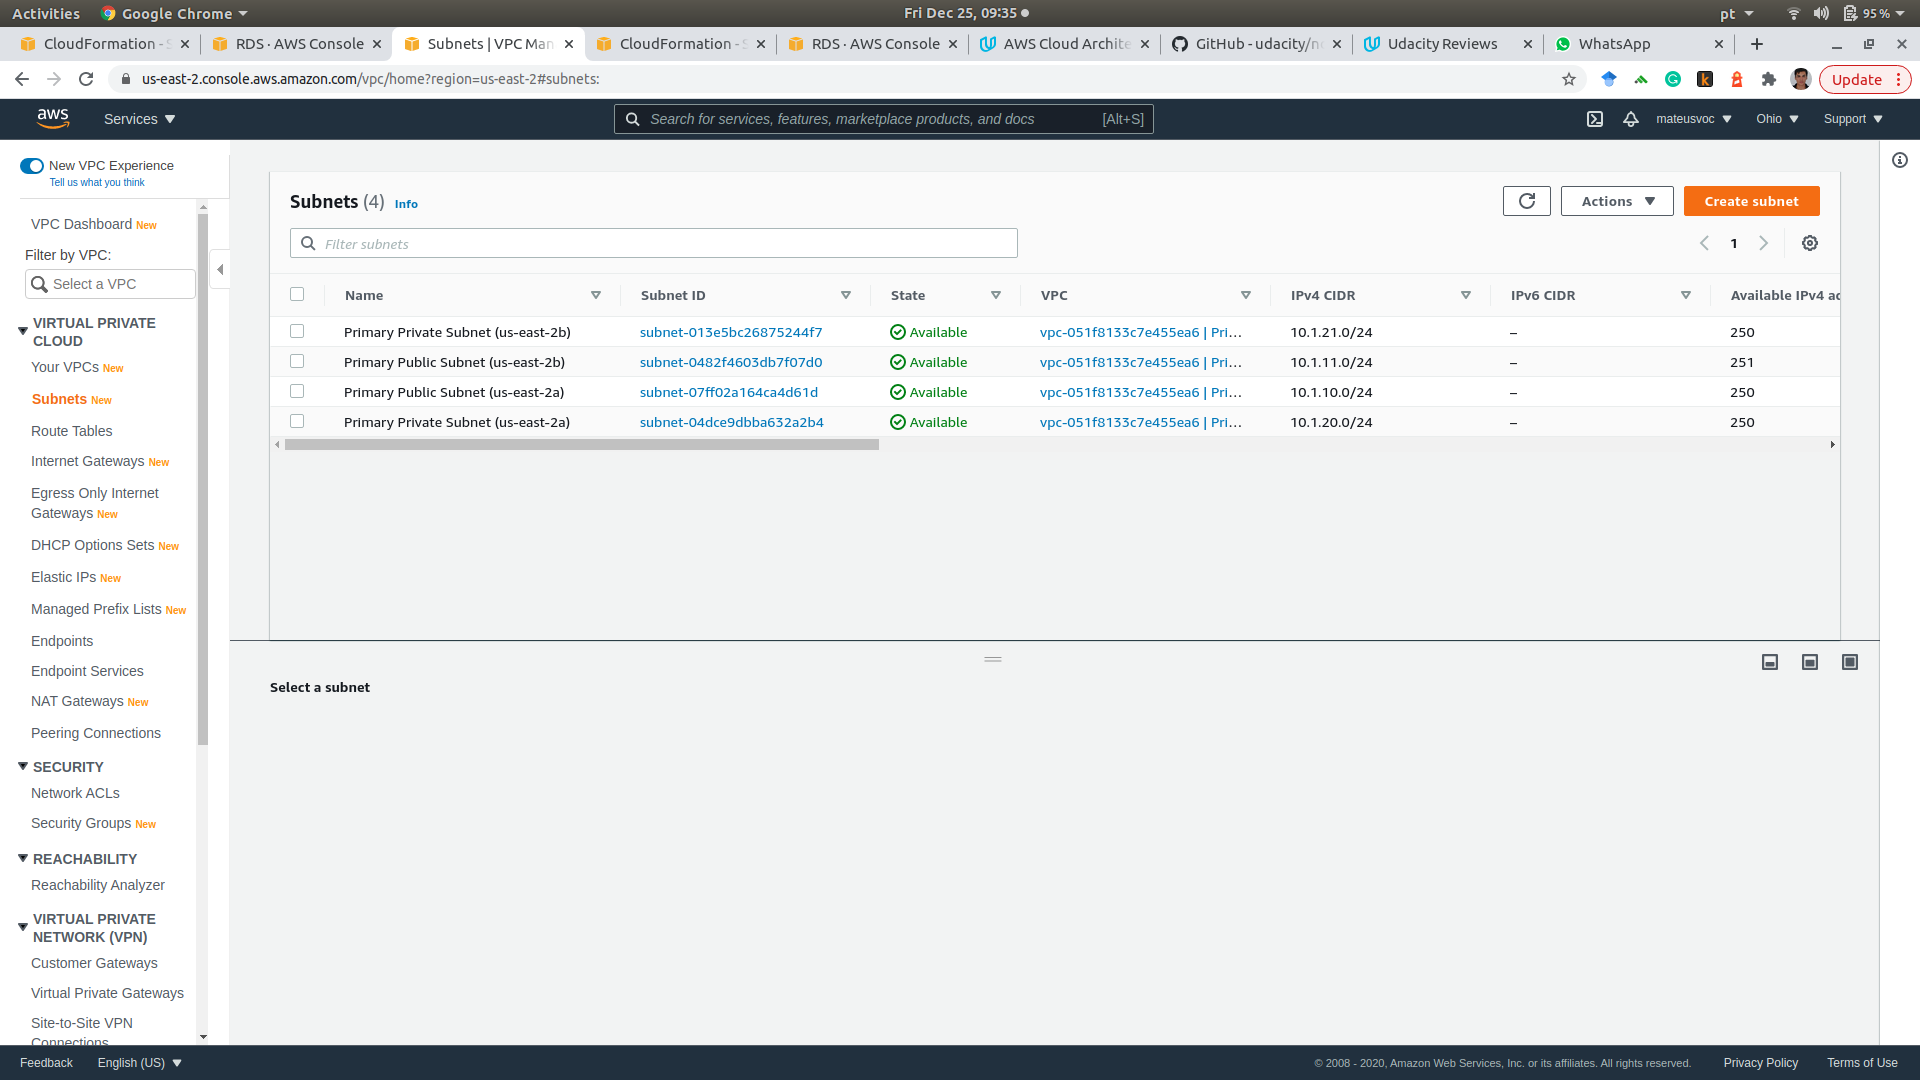 Activities Google Chrome Fri Dec 25, 09:35 pt 95 %
CloudFormation - S RDS · AWS Console Subnets | VPC Man CloudFormation - S RDS · AWS Console AWS Cloud Archite GitHub - udacity/n Udacity Reviews WhatsApp
us-east-2.console.aws.amazon.com/vpc/home?region=us-east-2#subnets: Update
aws Services Search for services, features, marketplace products, and docs [Alt+S] mateusvoc Ohio Support
New VPC Experience
Tell us what you think
VPC Dashboard New
Filter by VPC:
Select a VPC
VIRTUAL PRIVATE
CLOUD
Your VPCs New
Subnets New
Route Tables
Internet Gateways New
Egress Only Internet
Gateways New
DHCP Options Sets New
Elastic IPs New
Managed Prefix Lists New
Endpoints
Endpoint Services
NAT Gateways New
Peering Connections
SECURITY
Network ACLs
Security Groups New
REACHABILITY
Reachability Analyzer
VIRTUAL PRIVATE
NETWORK (VPN)
Customer Gateways
Virtual Private Gateways
Site-to-Site VPN
Connections
Subnets (4) Info Actions Create subnet
Filter subnets 1
Name Subnet ID State VPC IPv4 CIDR IPv6 CIDR Available IPv4 ad
Primary Private Subnet (us-east-2b) subnet-013e5bc26875244f7 Available vpc-051f8133c7e455ea6 | Pri… 10.1.21.0/24 – 250
Primary Public Subnet (us-east-2b) subnet-0482f4603db7f07d0 Available vpc-051f8133c7e455ea6 | Pri… 10.1.11.0/24 – 251
Primary Public Subnet (us-east-2a) subnet-07ff02a164ca4d61d Available vpc-051f8133c7e455ea6 | Pri… 10.1.10.0/24 – 250
Primary Private Subnet (us-east-2a) subnet-04dce9dbba632a2b4 Available vpc-051f8133c7e455ea6 | Pri… 10.1.20.0/24 – 250
Select a subnet
Feedback English (US) © 2008 - 2020, Amazon Web Services, Inc. or its affiliates. All rights reserved. Privacy Policy Terms of Use